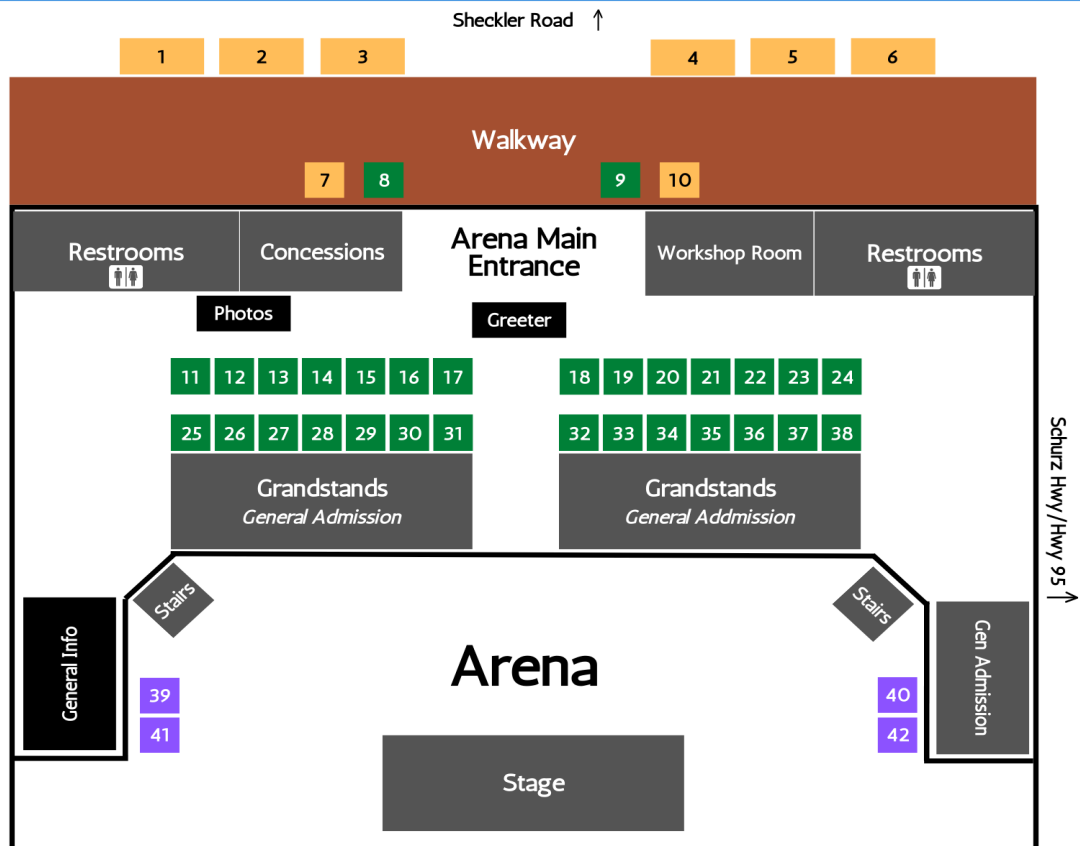 Sheckler Road ↑
1 2 3 4 5 6
Walkway
7 8 9 10
Restrooms
Concessions
Arena Main
Entrance
Workshop Room
Restrooms
Photos
Greeter
11 12 13 14 15 16 17 18 19 20 21 22 23 24
25 26 27 28 29 30 31 32 33 34 35 36 37 38
Grandstands
General Admission
Grandstands
General Addmission
Schurz Hwy/Hwy 95 →
Stairs
Stairs
General Info
Arena
Gen Admission
39 40
41 42
Stage